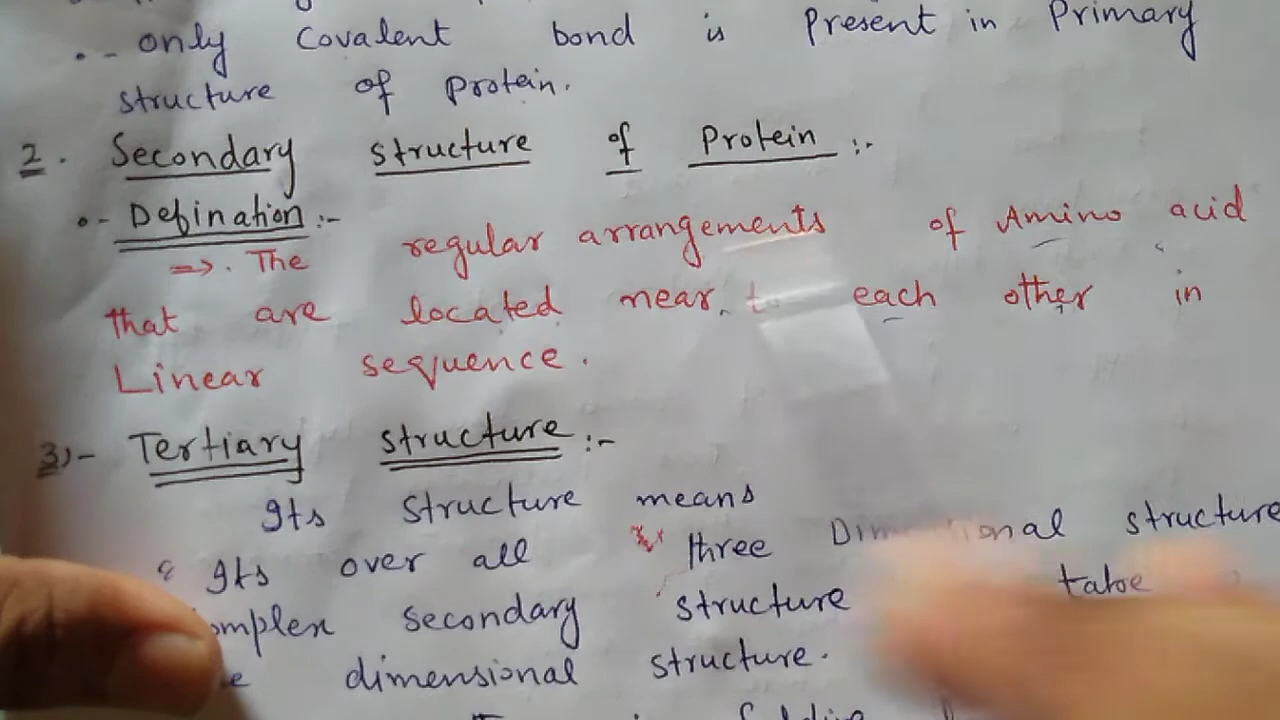 only covalent bond is present in Primary
structure of protein.
2. Secondary structure of Protein :-
Defination :-
⇒. The regular arrangements of Amino acid
that are located near each other in
Linear sequence.
3)- Tertiary structure :-
Its structure means
Its over all three structure
secondary structure take
dimensional structure.